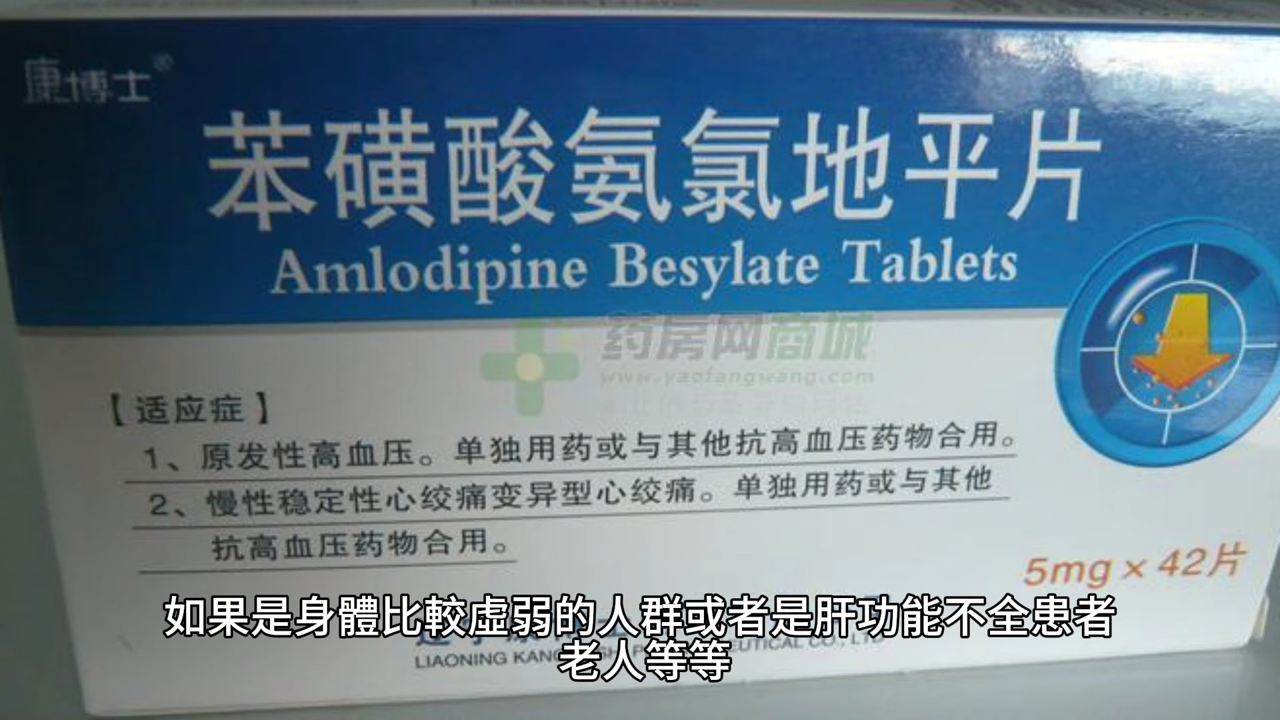 康博士®
苯磺酸氨氯地平片
Amlodipine Besylate Tablets
药房网商城
www.yaofangwang.com
【适应症】
1、原发性高血压。单独用药或与其他抗高血压药物合用。
2、慢性稳定性心绞痛变异型心绞痛。单独用药或与其他
抗高血压药物合用。
5mg×42片
如果是身體比較虛弱的人群或者是肝功能不全患者
老人等等
LIAONING
CO., LTD